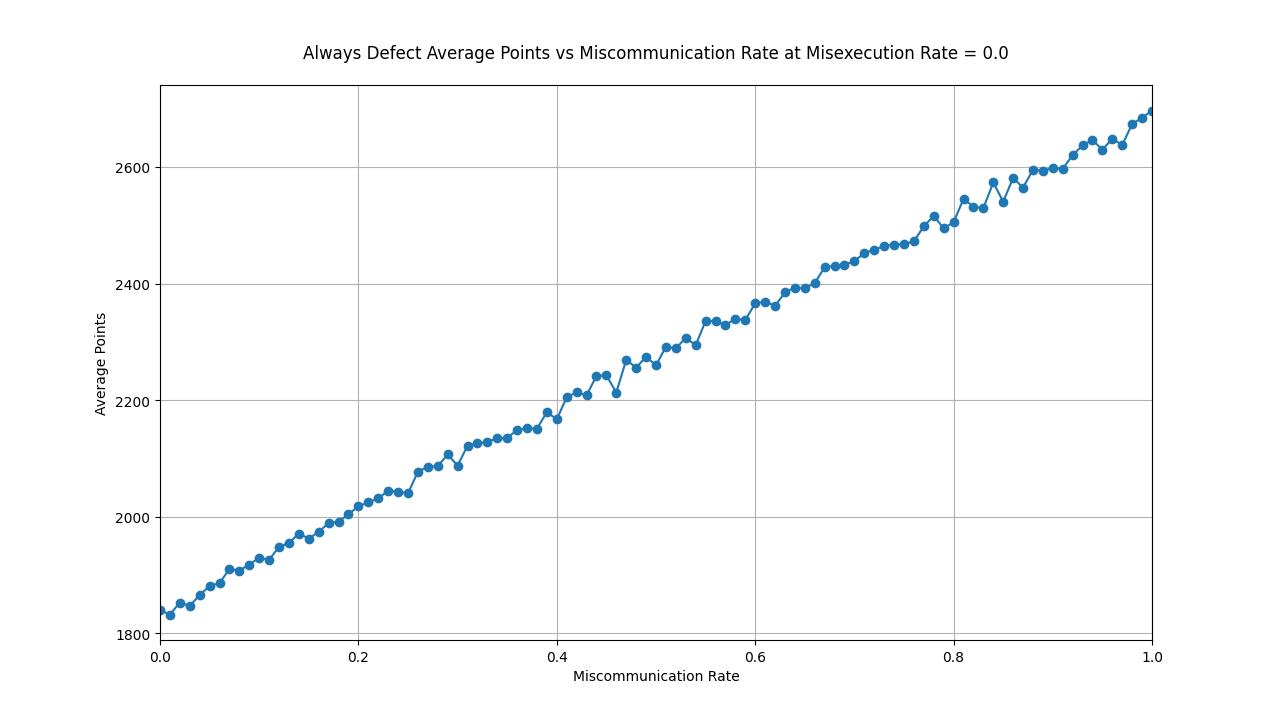 Always Defect Average Points vs Miscommunication Rate at Misexecution Rate = 0.0
Average Points
2600
2400
2200
2000
1800
0.0 0.2 0.4 0.6 0.8 1.0
Miscommunication Rate